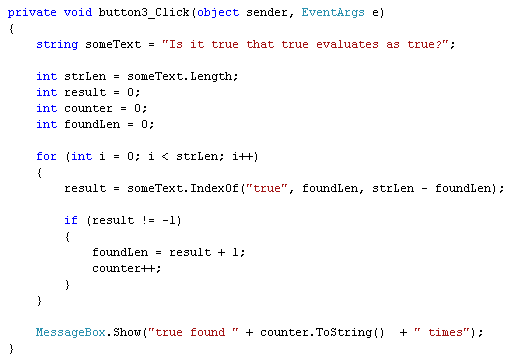 private void button3_Click(object sender, EventArgs e)
{
string someText = "Is it true that true evaluates as true?";
int strLen = someText.Length;
int result = 0;
int counter = 0;
int foundLen = 0;
for (int i = 0; i < strLen; i++)
{
result = someText.IndexOf("true", foundLen, strLen - foundLen);
if (result != -1)
{
foundLen = result + 1;
counter++;
}
}
MessageBox.Show("true found " + counter.ToString()  + " times");
}